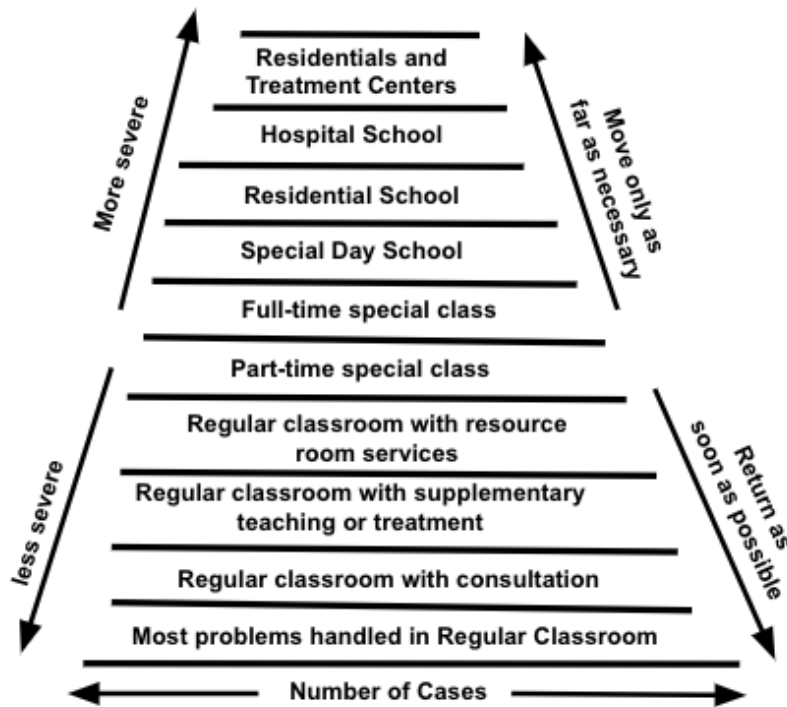 Residentials and
Treatment Centers
Hospital School
Residential School
Special Day School
Full-time special class
Part-time special class
Regular classroom with resource
room services
Regular classroom with supplementary
teaching or treatment
Regular classroom with consultation
Most problems handled in Regular Classroom
Number of Cases
More severe
less severe
Move only as
far as necessary
Return as
soon as possible